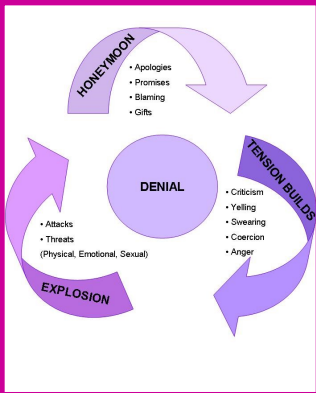 HONEYMOON
• Apologies
• Promises
• Blaming
• Gifts
TENSION BUILDS
• Criticism
• Yelling
• Swearing
• Coercion
• Anger
DENIAL
• Attacks
• Threats
(Physical, Emotional, Sexual)
EXPLOSION